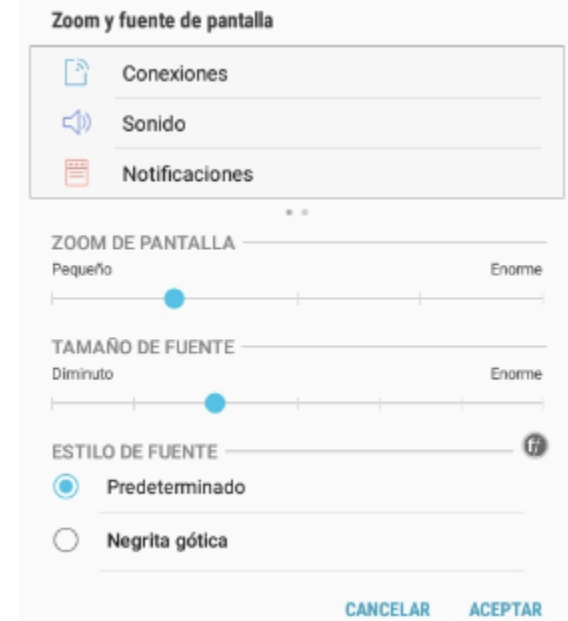 Zoom y fuente de pantalla
Conexiones
Sonido
Notificaciones
ZOOM DE PANTALLA
Pequeño Enorme
TAMAÑO DE FUENTE
Diminuto Enorme
ESTILO DE FUENTE
Predeterminado
Negrita gótica
CANCELAR ACEPTAR